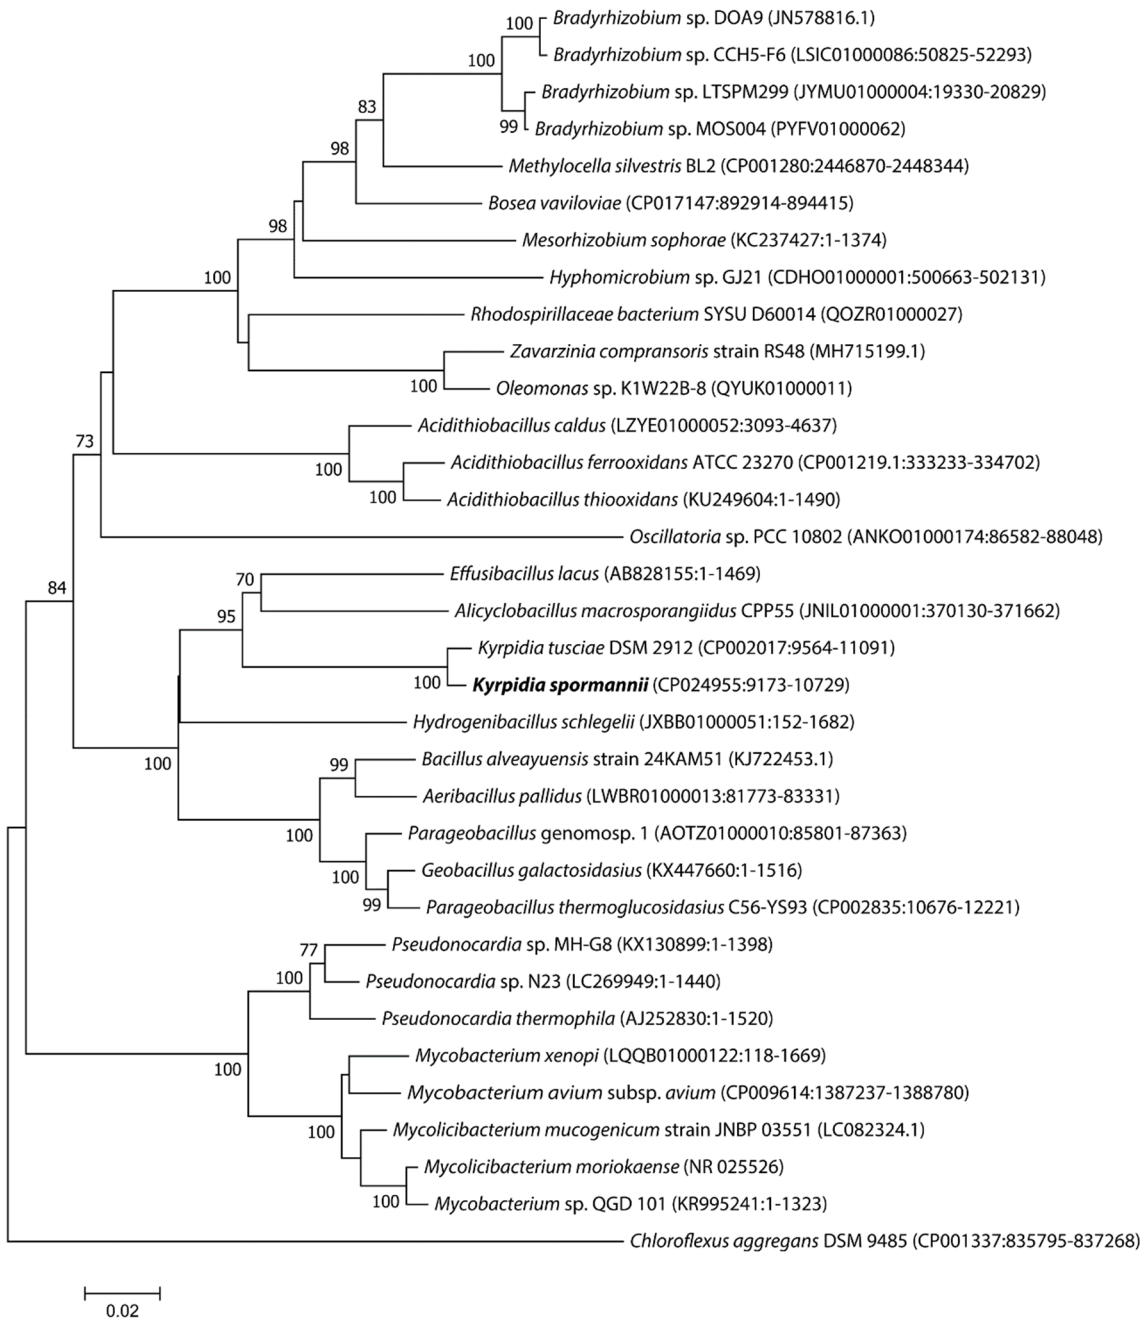 100
Bradyrhizobium sp. DOA9 (JN578816.1)
100
Bradyrhizobium sp. CCH5-F6 (LSIC01000086:50825-52293)
Bradyrhizobium sp. LTSPM299 (JYMU01000004:19330-20829)
83
99
Bradyrhizobium sp. MOS004 (PYFV01000062)
98
Methylocella silvestris BL2 (CP001280:2446870-2448344)
Bosea vaviloviae (CP017147:892914-894415)
98
Mesorhizobium sophorae (KC237427:1-1374)
100
Hyphomicrobium sp. GJ21 (CDHO01000001:500663-502131)
Rhodospirillaceae bacterium SYSU D60014 (QOZR01000027)
Zavarzinia compransoris strain RS48 (MH715199.1)
100
Oleomonas sp. K1W22B-8 (QYUK01000011)
Acidithiobacillus caldus (LZYE01000052:3093-4637)
73
100
Acidithiobacillus ferrooxidans ATCC 23270 (CP001219.1:333233-334702)
100
Acidithiobacillus thiooxidans (KU249604:1-1490)
Oscillatoria sp. PCC 10802 (ANKO01000174:86582-88048)
84
70
Effusibacillus lacus (AB828155:1-1469)
95
Alicyclobacillus macrosporangiidus CPP55 (JNIL01000001:370130-371662)
Kyrpidia tusciae DSM 2912 (CP002017:9564-11091)
100
Kyrpidia spormannii (CP024955:9173-10729)
Hydrogenibacillus schlegelii (JXBB01000051:152-1682)
100
99
Bacillus alveayuensis strain 24KAM51 (KJ722453.1)
Aeribacillus pallidus (LWBR01000013:81773-83331)
100
Parageobacillus genomosp. 1 (AOTZ01000010:85801-87363)
100
Geobacillus galactosidasius (KX447660:1-1516)
99
Parageobacillus thermoglucosidasius C56-YS93 (CP002835:10676-12221)
77
Pseudonocardia sp. MH-G8 (KX130899:1-1398)
100
Pseudonocardia sp. N23 (LC269949:1-1440)
Pseudonocardia thermophila (AJ252830:1-1520)
100
Mycobacterium xenopi (LQQB01000122:118-1669)
Mycobacterium avium subsp. avium (CP009614:1387237-1388780)
100
Mycolicibacterium mucogenicum strain JNBP 03551 (LC082324.1)
Mycolicibacterium moriokaense (NR 025526)
100
Mycobacterium sp. QGD 101 (KR995241:1-1323)
Chloroflexus aggregans DSM 9485 (CP001337:835795-837268)
0.02